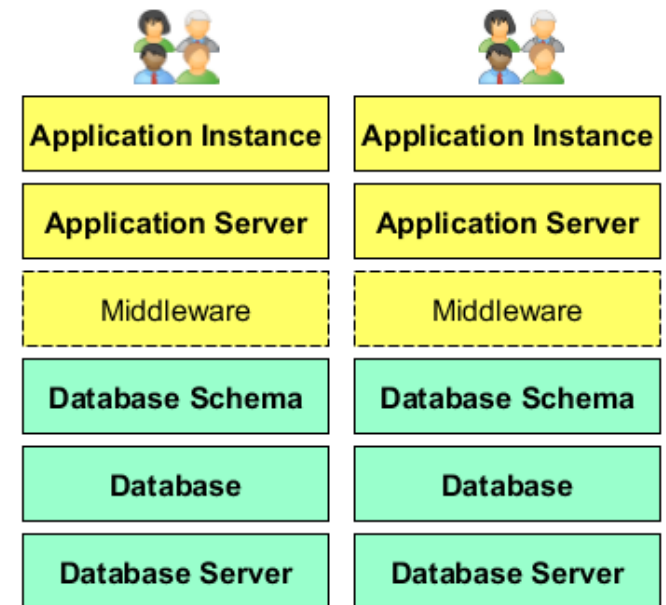 Application Instance
Application Instance
Application Server
Application Server
Middleware
Middleware
Database Schema
Database Schema
Database
Database
Database Server
Database Server